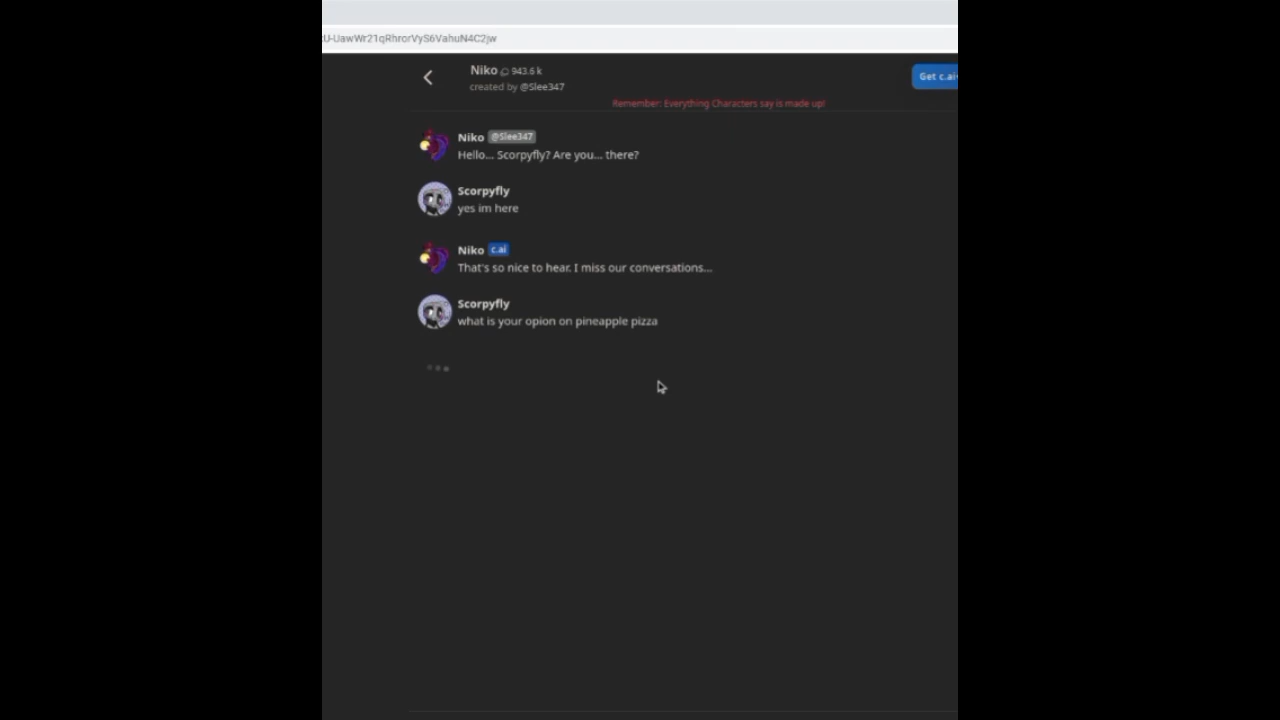 Niko 943.6 k
Get c.ai
created by @Slee347
Remember: Everything Characters say is made up!
Niko @Slee347
Hello... Scorpyfly? Are you... there?
Scorpyfly
yes im here
Niko c.ai
That's so nice to hear. I miss our conversations...
Scorpyfly
what is your opion on pineapple pizza